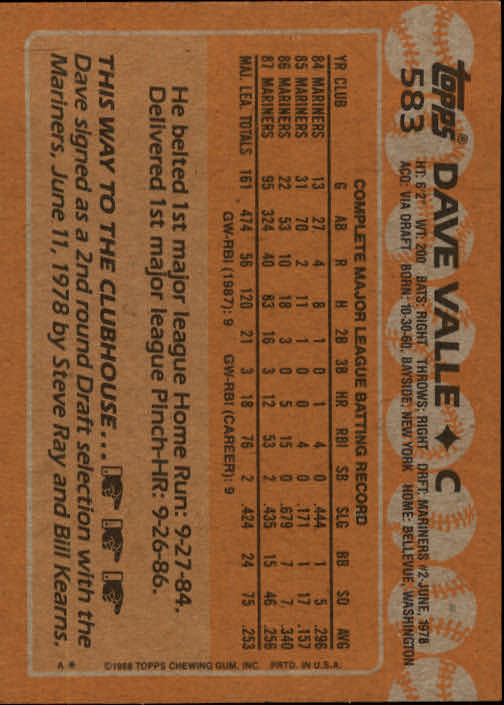 topps®
583
DAVE VALLE ♦ C
HT: 6'2" WT: 200 BATS: RIGHT THROWS: RIGHT DRFT: MARINERS #2-JUNE, 1978
ACQ: VIA DRAFT BORN: 10-30-60, BAYSIDE, NEW YORK HOME: BELLEVUE, WASHINGTON
COMPLETE MAJOR LEAGUE BATTING RECORD
YR CLUB G AB R H 2B 3B HR RBI SB SLG BB SO AVG
84 MARINERS 13 27 4 8 1 0 1 4 0 .444 1 5 .296
85 MARINERS 31 70 2 11 1 0 0 4 0 .171 1 17 .157
86 MARINERS 22 53 10 18 3 0 5 15 0 .679 7 7 .340
87 MARINERS 95 324 40 83 16 3 12 53 2 .435 15 46 .256
MAJ. LEA. TOTALS 161 474 56 120 21 3 18 76 2 .424 24 75 .253
GW-RBI (1987): 9 GW-RBI (CAREER): 9
He belted 1st major league Home Run: 9-27-84.
Delivered 1st major league Pinch-HR: 9-26-86.
THIS WAY TO THE CLUBHOUSE...
Dave signed as a 2nd round Draft selection with the
Mariners, June 11, 1978 by Steve Ray and Bill Kearns.
©1988 TOPPS CHEWING GUM, INC. PRTD. IN U.S.A.
A *